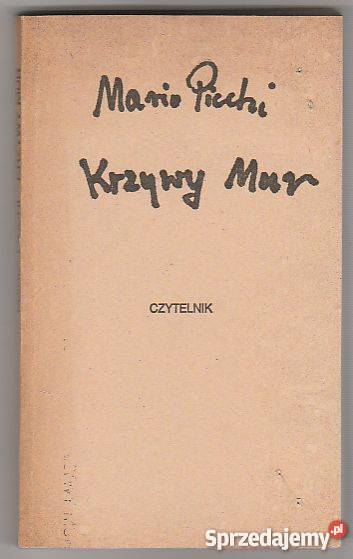 Mario Picchi
Krzywy Mur
CZYTELNIK
Sprzedajemy.pl